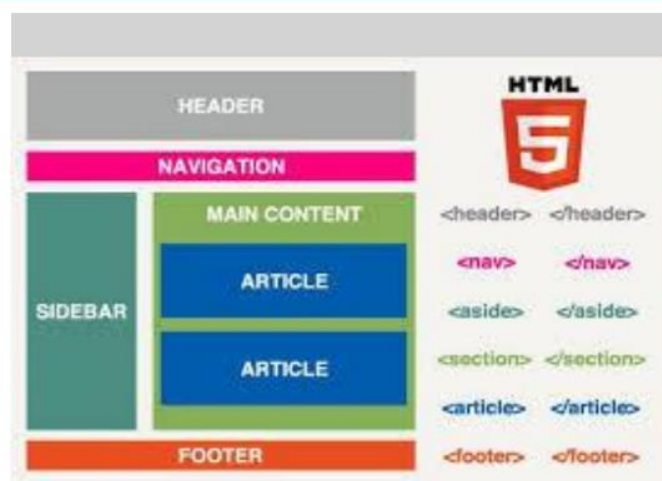 HEADER
NAVIGATION
SIDEBAR
MAIN CONTENT
ARTICLE
ARTICLE
FOOTER
HTML
5
<header> </header>
<nav> </nav>
<aside> </aside>
<section> </section>
<article> </article>
<footer> </footer>